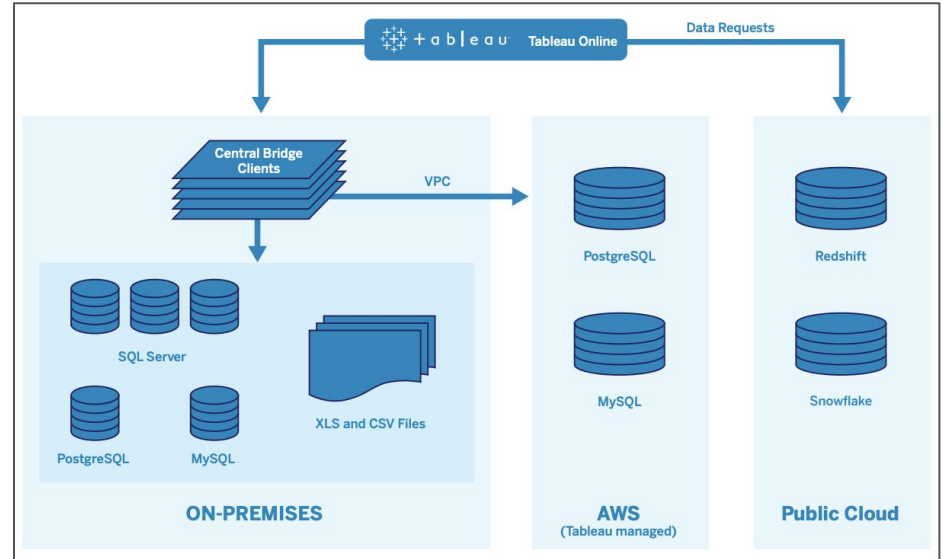 + a b l e a u Tableau Online
Data Requests
Central Bridge
Clients
VPC
SQL Server
PostgreSQL
MySQL
XLS and CSV Files
ON-PREMISES
PostgreSQL
MySQL
AWS
(Tableau managed)
Redshift
Snowflake
Public Cloud